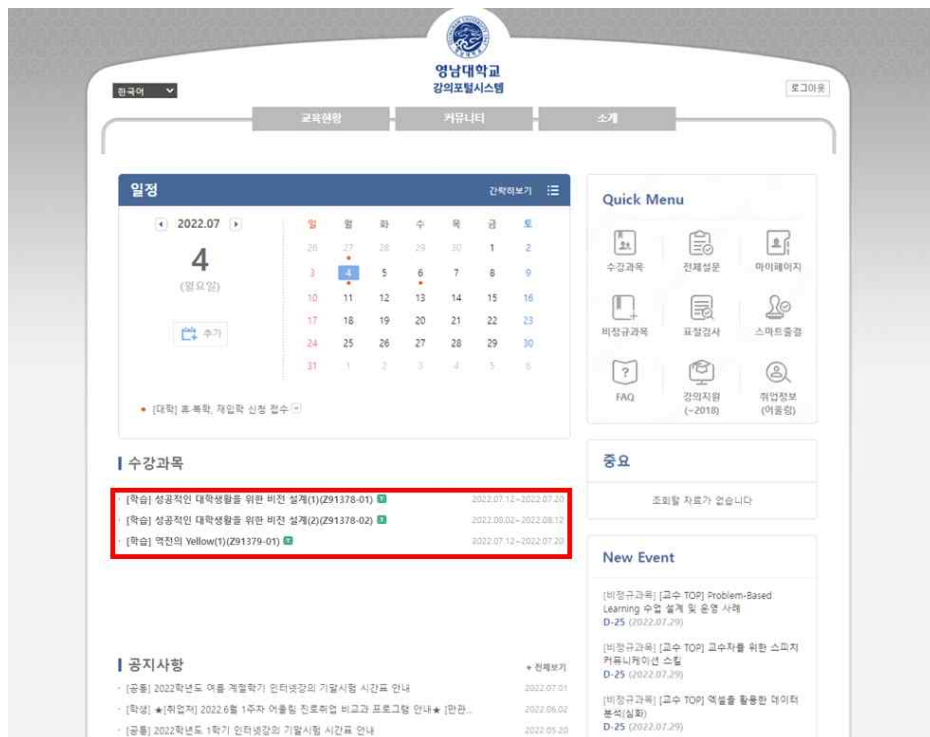 영남대학교
강의포털시스템
한국어
로그아웃
교육현황 커뮤니티 소개
일정 간략히보기
2022.07
4
(월요일)
추가
일 월 화 수 목 금 토
26 27 28 29 30 1 2
3 4 5 6 7 8 9
10 11 12 13 14 15 16
17 18 19 20 21 22 23
24 25 26 27 28 29 30
31 1 2 3 4 5 6
[대학] 휴·복학, 재입학 신청 접수
Quick Menu
수강과목 전체설문 마이페이지
비정규과목 표절검사 스마트출결
FAQ 강의지원 취업정보
(~2018) (어울림)
수강과목
[학습] 성공적인 대학생활을 위한 비전 설계(1)(Z91378-01) 2022.07.12~2022.07.20
[학습] 성공적인 대학생활을 위한 비전 설계(2)(Z91378-02) 2022.08.02~2022.08.12
[학습] 역전의 Yellow(1)(Z91379-01) 2022.07.12~2022.07.20
중요
조회할 자료가 없습니다
New Event
[비정규과목] [교수 TOP] Problem-Based
Learning 수업 설계 및 운영 사례
D-25 (2022.07.29)
[비정규과목] [교수 TOP] 교수자를 위한 스피치
커뮤니케이션 스킬
D-25 (2022.07.29)
[비정규과목] [교수 TOP] 엑셀을 활용한 데이터
분석(심화)
D-25 (2022.07.29)
공지사항 + 전체보기
[공통] 2022학년도 여름 계절학기 인터넷강의 기말시험 시간표 안내 2022.07.01
[학생] ★[취업처] 2022.6월 1주차 어울림 진로취업 비교과 프로그램 안내★ [만관... 2022.06.02
[공통] 2022학년도 1학기 인터넷강의 기말시험 시간표 안내 2022.05.20